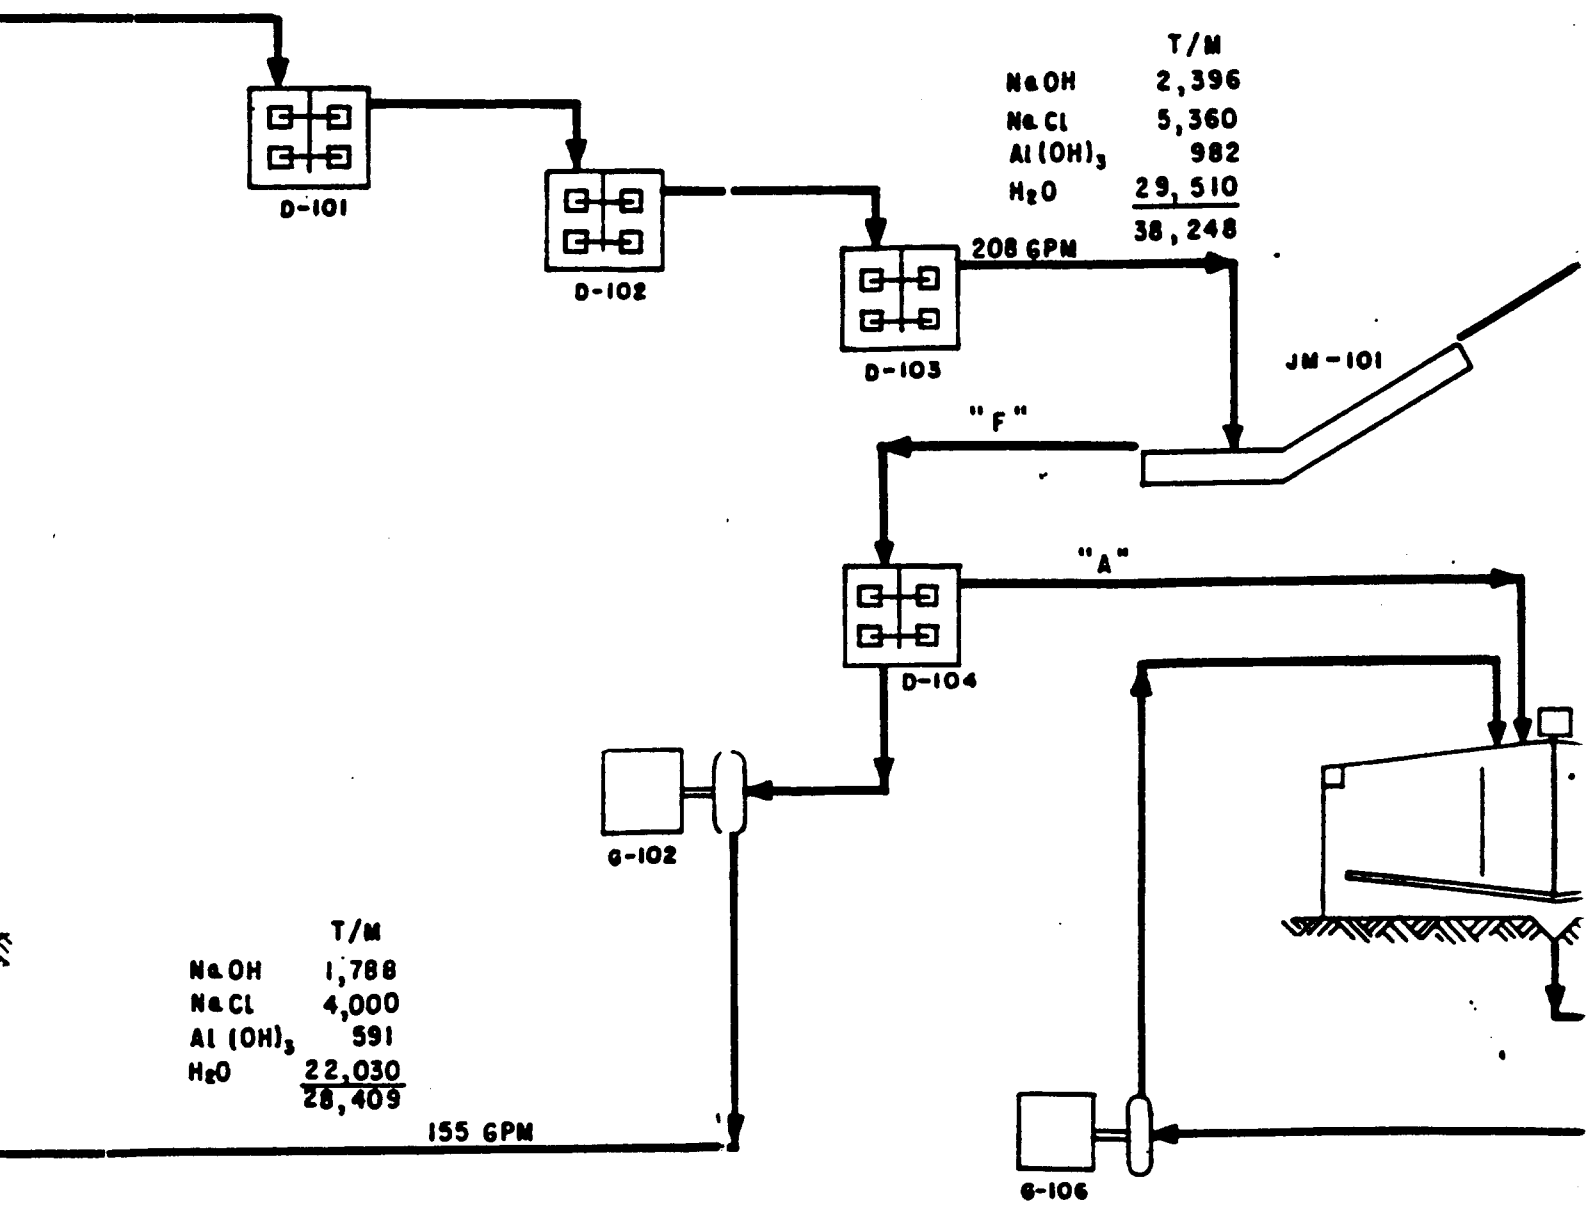 T/M
NaOH 2,396
NaCl 5,360
Al(OH)₃ 982
H₂O 29,510
38,248
D-101
D-102
208 GPM
D-103
JM-101
"F"
"A"
D-104
G-102
T/M
NaOH 1,788
NaCl 4,000
Al(OH)₃ 591
H₂O 22,030
28,409
155 GPM
G-106